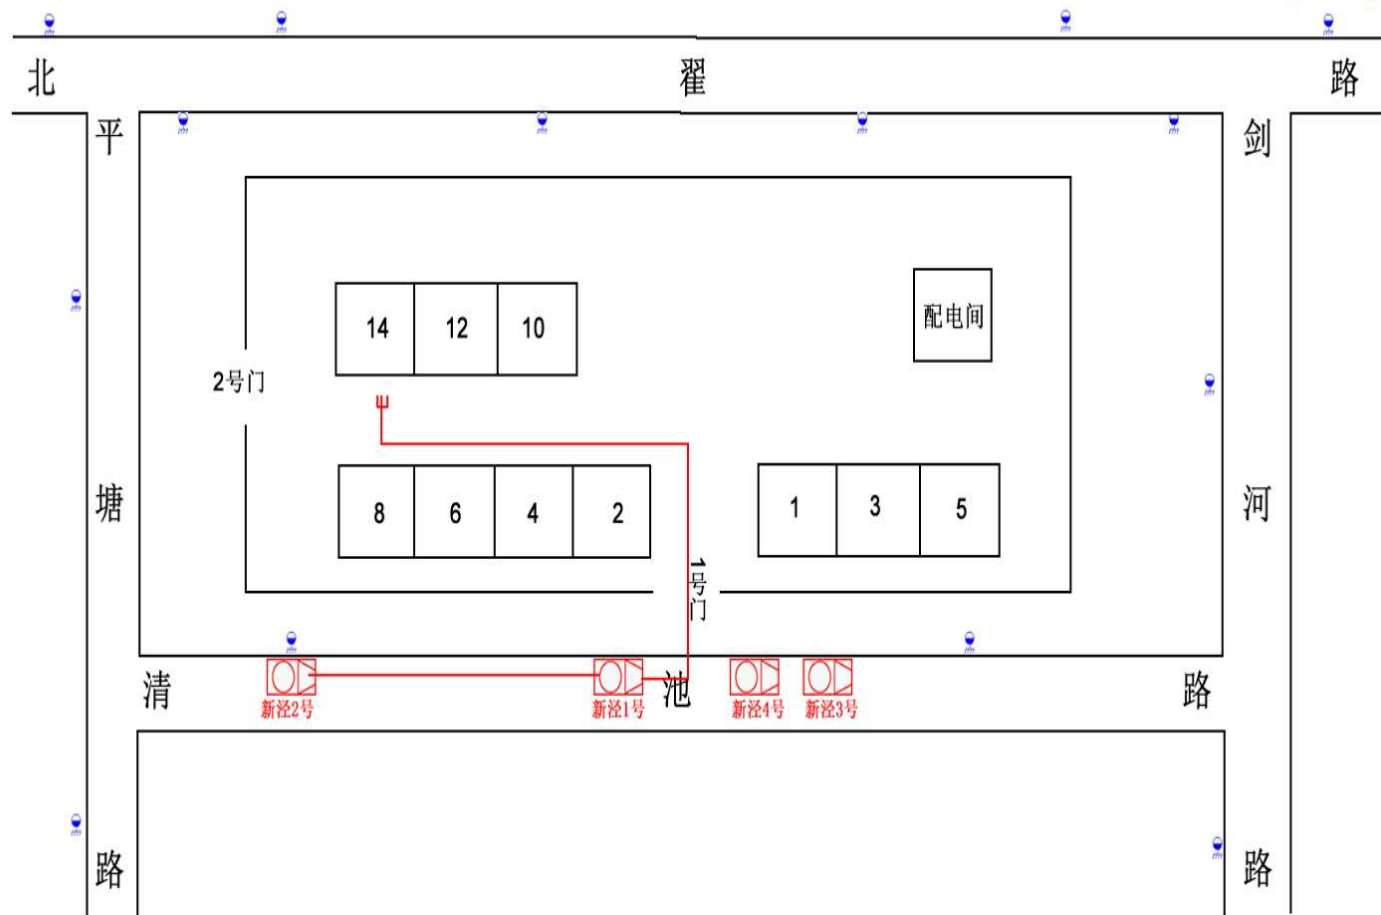 北 翟 路
平 剑
配电间
14 12 10
2号门
塘 河
8 6 4 2 1 3 5
1号门
清 池 路
新泾2号 新泾1号 新泾4号 新泾3号
路 路